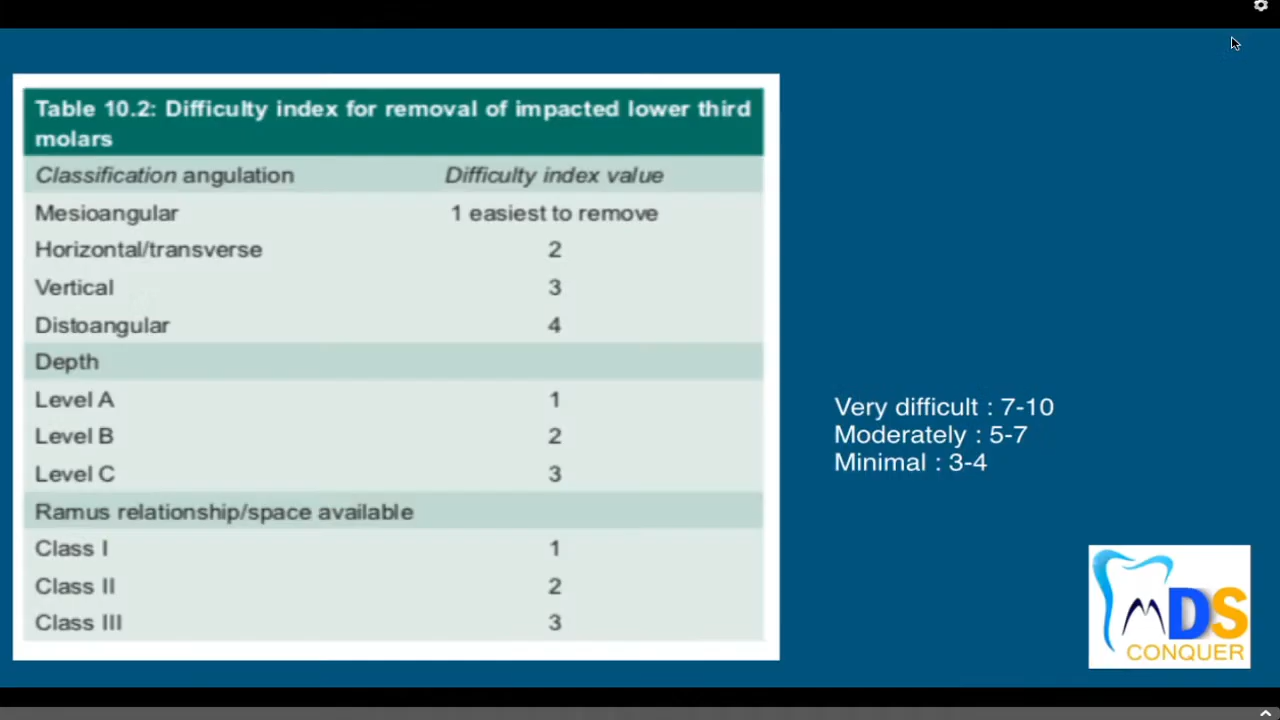 Table 10.2: Difficulty index for removal of impacted lower third
molars
Classification angulation Difficulty index value
Mesioangular 1 easiest to remove
Horizontal/transverse 2
Vertical 3
Distoangular 4
Depth
Level A 1
Level B 2
Level C 3
Ramus relationship/space available
Class I 1
Class II 2
Class III 3
Very difficult : 7-10
Moderately : 5-7
Minimal : 3-4
MDS
CONQUER